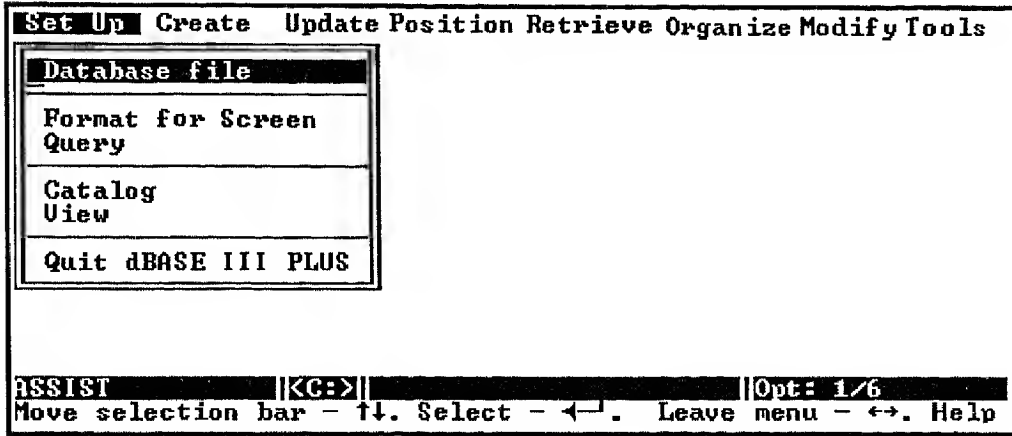 Set Up Create Update Position Retrieve Organize Modify Tools
Database file
Format for Screen
Query
Catalog
View
Quit dBASE III PLUS
ASSIST ||<C:>|| ||Opt: 1/6
Move selection bar - ↑↓. Select - ◄─┘. Leave menu - ←→. Help